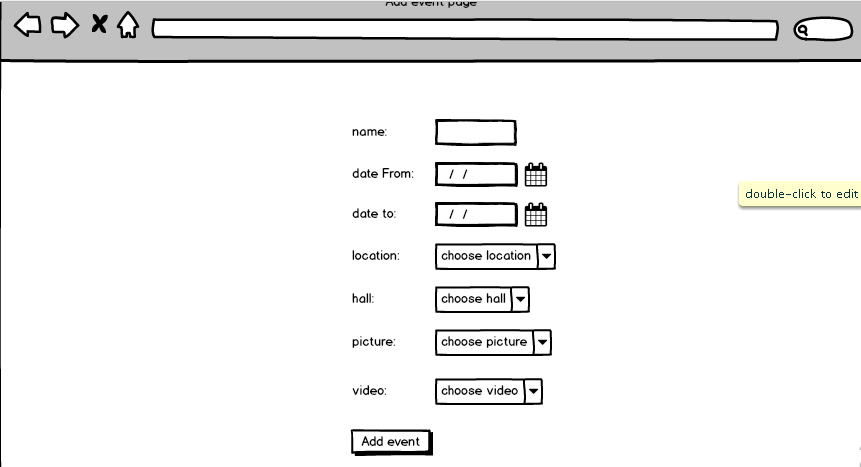 Add event page
name:
date From: / /
double-click to edit
date to: / /
location: choose location
hall: choose hall
picture: choose picture
video: choose video
Add event